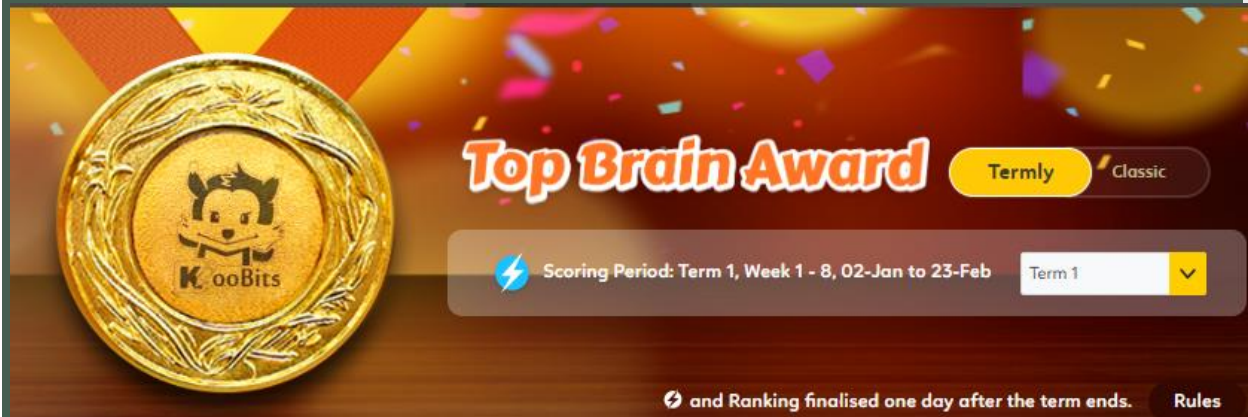 K ooBits
Top Brain Award
Termly
Classic
Scoring Period: Term 1, Week 1 - 8, 02-Jan to 23-Feb
Term 1
and Ranking finalised one day after the term ends.
Rules